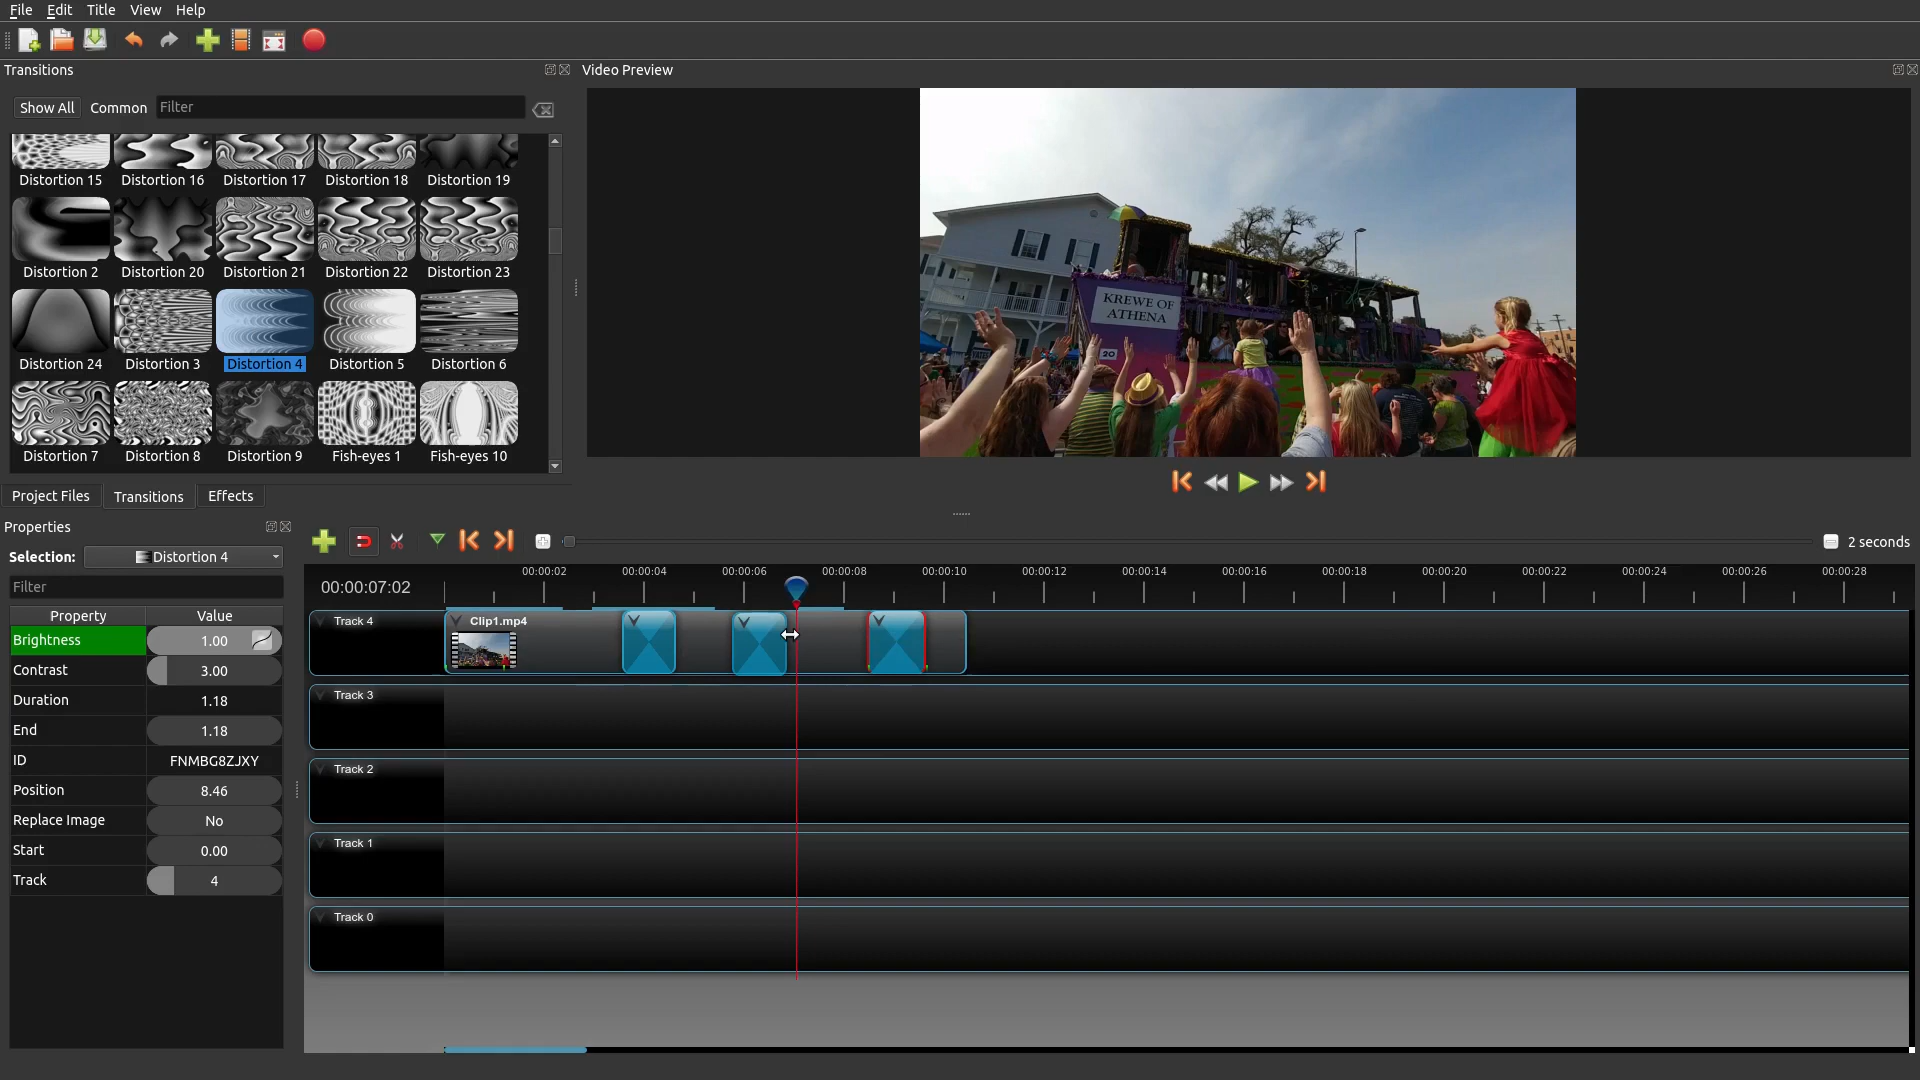 File Edit Title View Help
Transitions
Video Preview
Show All Common Filter
Distortion 15 Distortion 16 Distortion 17 Distortion 18 Distortion 19
Distortion 2 Distortion 20 Distortion 21 Distortion 22 Distortion 23
Distortion 24 Distortion 3 Distortion 4 Distortion 5 Distortion 6
Distortion 7 Distortion 8 Distortion 9 Fish-eyes 1 Fish-eyes 10
KREWE OF
ATHENA
20
Project Files Transitions Effects
Properties
Selection: Distortion 4
Filter
Property Value
Brightness 1.00
Contrast 3.00
Duration 1.18
End 1.18
ID FNMBG8ZJXY
Position 8.46
Replace Image No
Start 0.00
Track 4
2 seconds
00:00:07:02
00:00:02 00:00:04 00:00:06 00:00:08 00:00:10 00:00:12 00:00:14 00:00:16 00:00:18 00:00:20 00:00:22 00:00:24 00:00:26 00:00:28
Track 4 Clip1.mp4
Track 3
Track 2
Track 1
Track 0